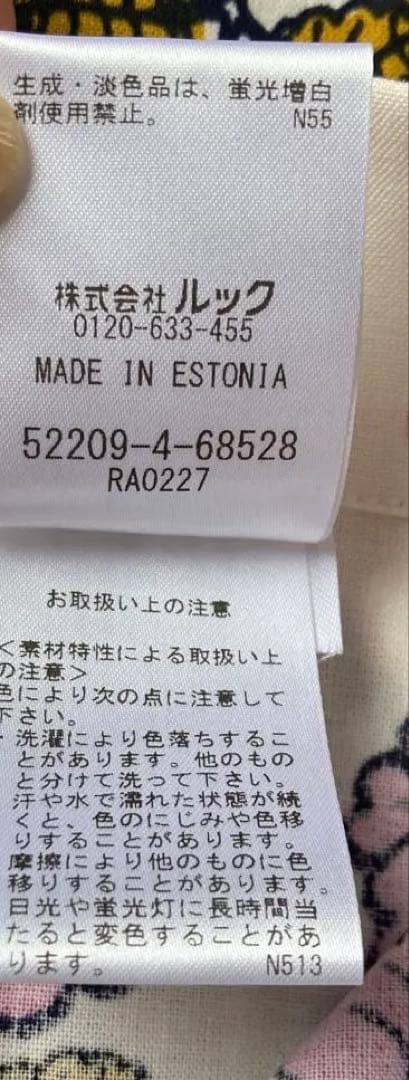 生成・淡色品は、蛍光増白
剤使用禁止。 N55
株式会社ルック
0120-633-455
MADE IN ESTONIA
52209-4-68528
RA0227
お取扱い上の注意
<素材特性による取扱い上
の注意>
色により次の点に注意して
下さい。
・洗濯により色落ちするこ
とがあります。他のもの
と分けて洗って下さい。
汗や水で濡れた状態が続
くと、色のにじみや色移
りすることがあります。
摩擦により他のものに色
移りすることがあります。
日光や蛍光灯に長時間当
たると変色することがあ
ります。 N513